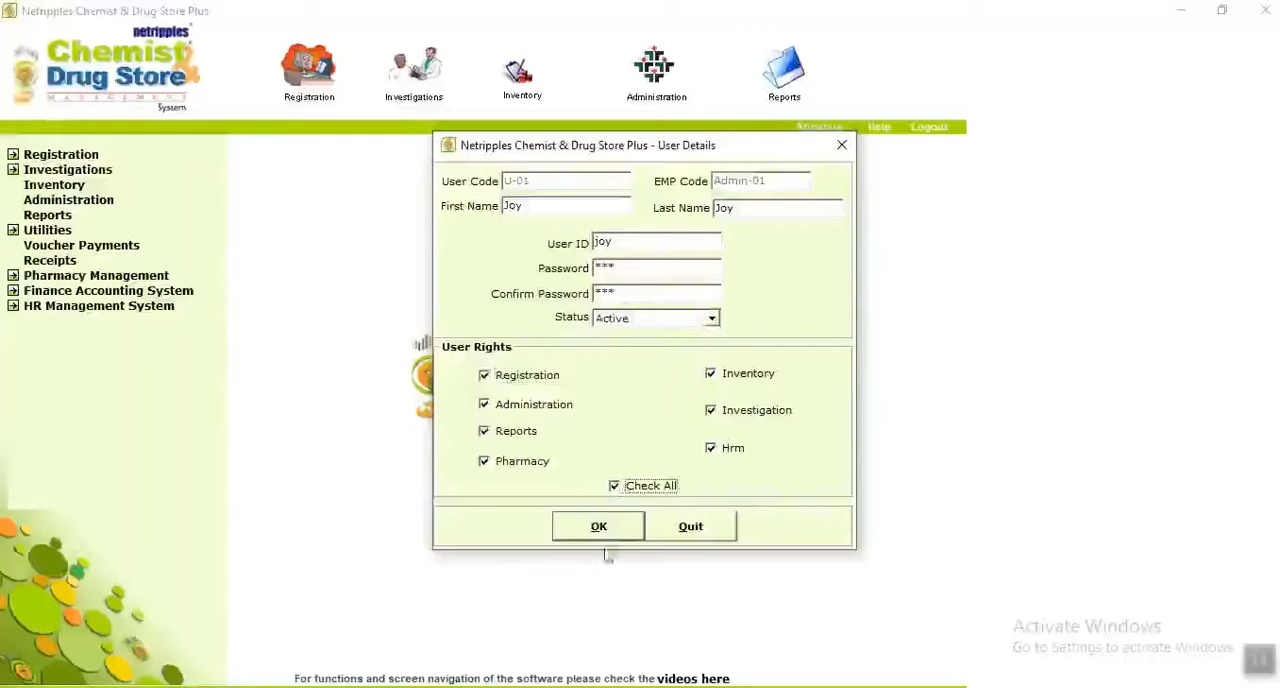 Netripples Chemist & Drug Store Plus
netripples
Chemist &
Drug Store
MANAGEMENT
System
Registration
Investigations
Inventory
Administration
Reports
Help
Logout
Registration
Investigations
Inventory
Administration
Reports
Utilities
Voucher Payments
Receipts
Pharmacy Management
Finance Accounting System
HR Management System
Netripples Chemist & Drug Store Plus - User Details
User Code U-01 EMP Code Admin-01
First Name Joy Last Name Joy
User ID joy
Password ***
Confirm Password ***
Status Active
User Rights
Registration Inventory
Administration Investigation
Reports Hrm
Pharmacy
Check All
OK Quit
Activate Windows
Go to Settings to activate Windows.
For functions and screen navigation of the software please check the videos here